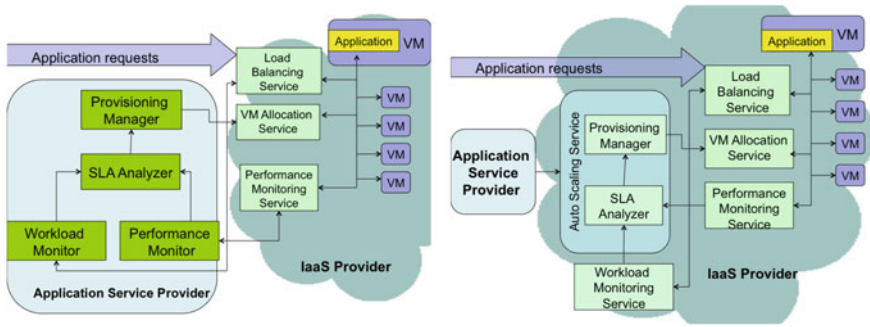 Application
VM
Application requests
Load
Balancing
Service
Provisioning
Manager
VM
VM Allocation
Service
VM
SLA Analyzer
VM
Performance
Monitoring
Service
VM
Workload
Monitor
Performance
Monitor
IaaS Provider
Application Service Provider
Application
VM
Application requests
Load
Balancing
Service
VM
VM
Application
Service
Provider
Auto Scaling Service
Provisioning
Manager
VM Allocation
Service
VM
VM
SLA
Analyzer
Performance
Monitoring
Service
Workload
Monitoring
Service
IaaS Provider